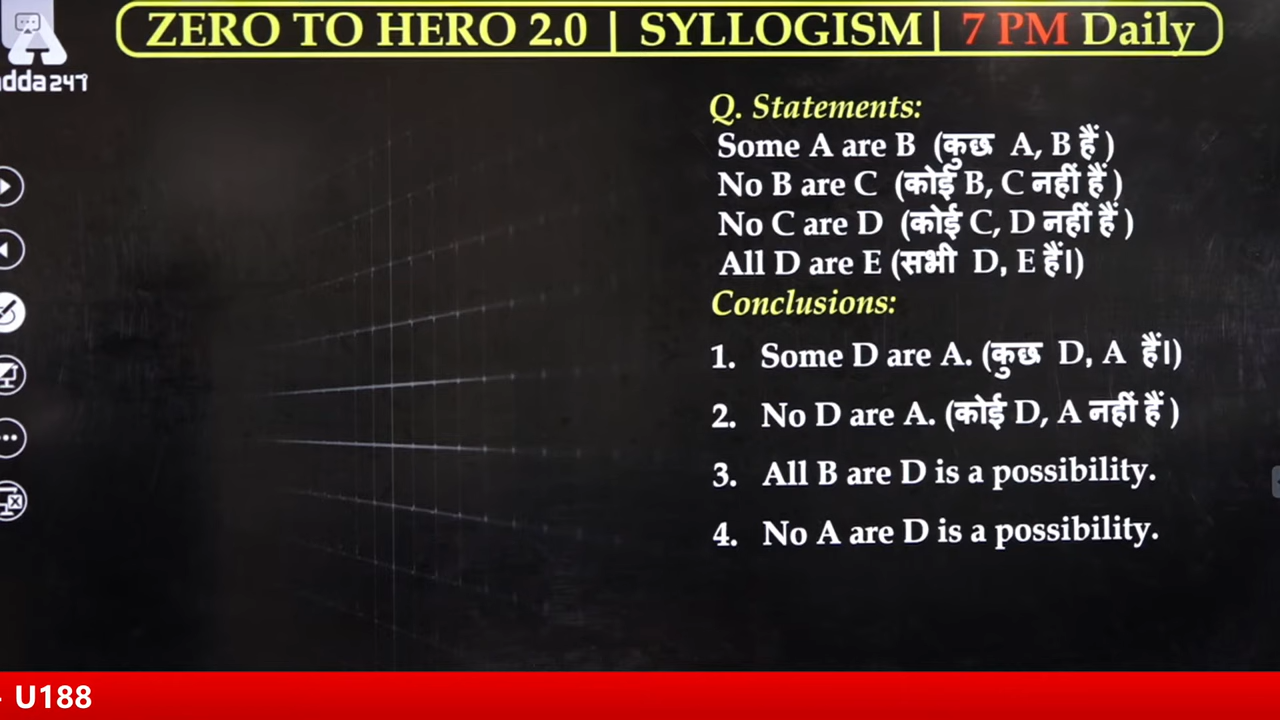 ZERO TO HERO 2.0 | SYLLOGISM | 7 PM Daily
adda247
Q. Statements:
Some A are B (कुछ A, B हैं )
No B are C (कोई B, C नहीं हैं )
No C are D (कोई C, D नहीं हैं )
All D are E (सभी D, E हैं।)
Conclusions:
1. Some D are A. (कुछ D, A हैं।)
2. No D are A. (कोई D, A नहीं हैं )
3. All B are D is a possibility.
4. No A are D is a possibility.
U188